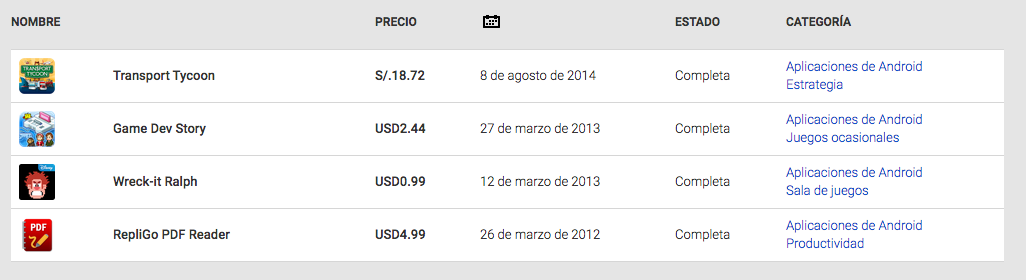 NOMBRE PRECIO ESTADO CATEGORÍA
TRANSPORT TYCOON Transport Tycoon S/.18.72 8 de agosto de 2014 Completa Aplicaciones de Android
Estrategia
Game Dev Story USD2.44 27 de marzo de 2013 Completa Aplicaciones de Android
Juegos ocasionales
Disney Wreck-it Ralph USD0.99 12 de marzo de 2013 Completa Aplicaciones de Android
Sala de juegos
PDF RepliGo PDF Reader USD4.99 26 de marzo de 2012 Completa Aplicaciones de Android
Productividad